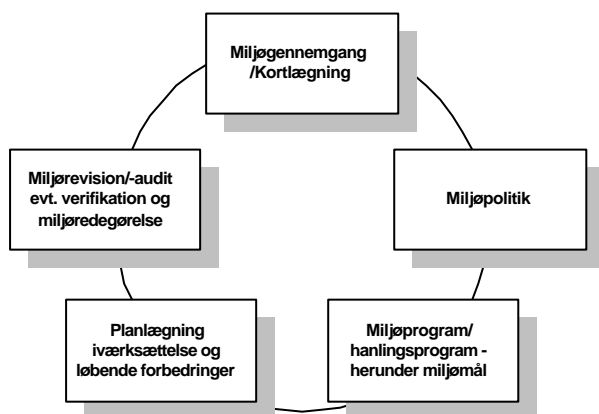 Miljøgennemgang
/Kortlægning
Miljøpolitik
Miljøprogram/
hanlingsprogram -
herunder miljømål
Planlægning
iværksættelse og
løbende forbedringer
Miljørevision/-audit
evt. verifikation og
miljøredegørelse